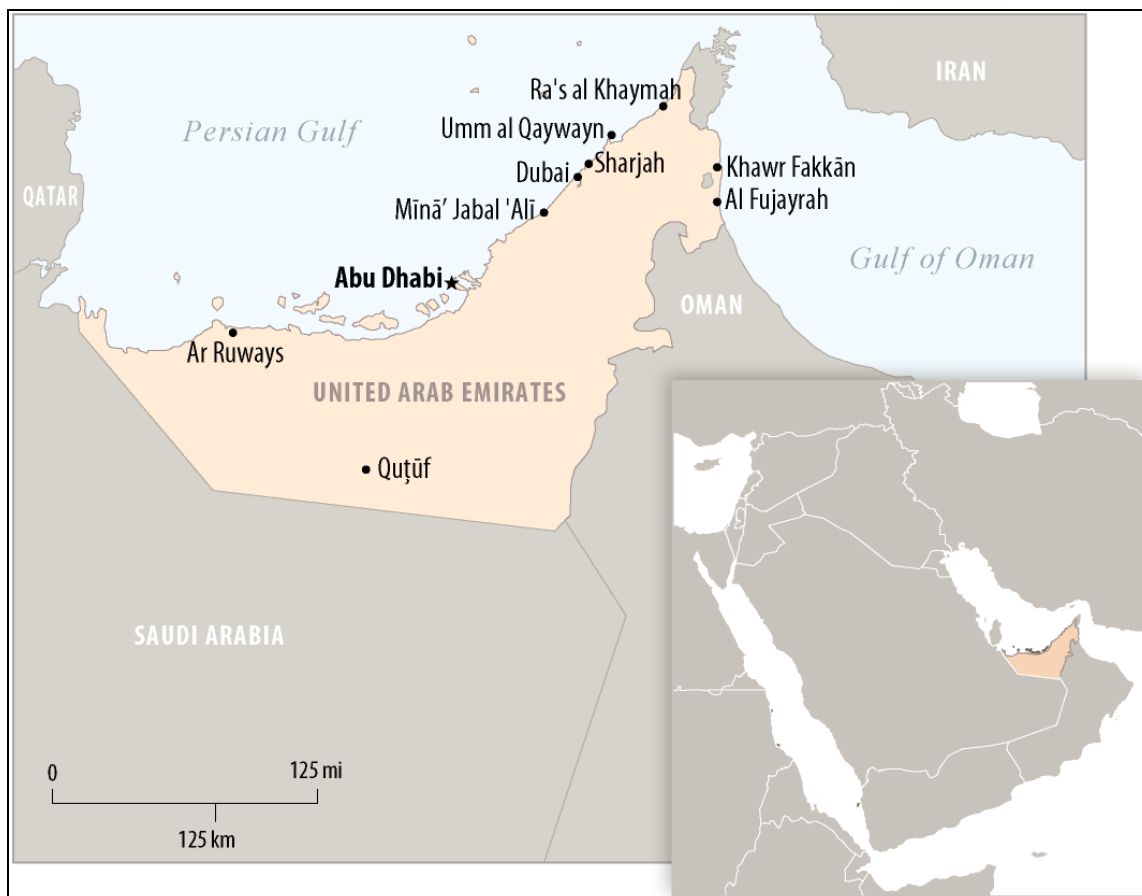 IRAN
Ra's al Khaymah
Persian Gulf
Umm al Qaywayn
Sharjah
Khawr Fakkān
Dubai
QATAR
Al Fujayrah
Mīnā’ Jabal 'Alī
Gulf of Oman
Abu Dhabi
OMAN
Ar Ruways
UNITED ARAB EMIRATES
Quţūf
SAUDI ARABIA
0
125 mi
125 km